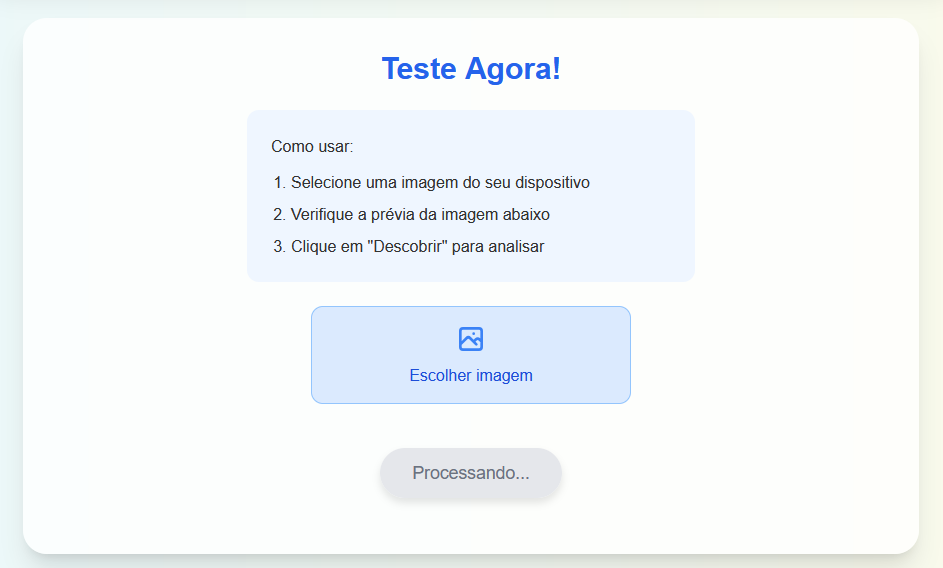 Teste Agora!
Como usar:
1. Selecione uma imagem do seu dispositivo
2. Verifique a prévia da imagem abaixo
3. Clique em "Descobrir" para analisar
Escolher imagem
Processando...